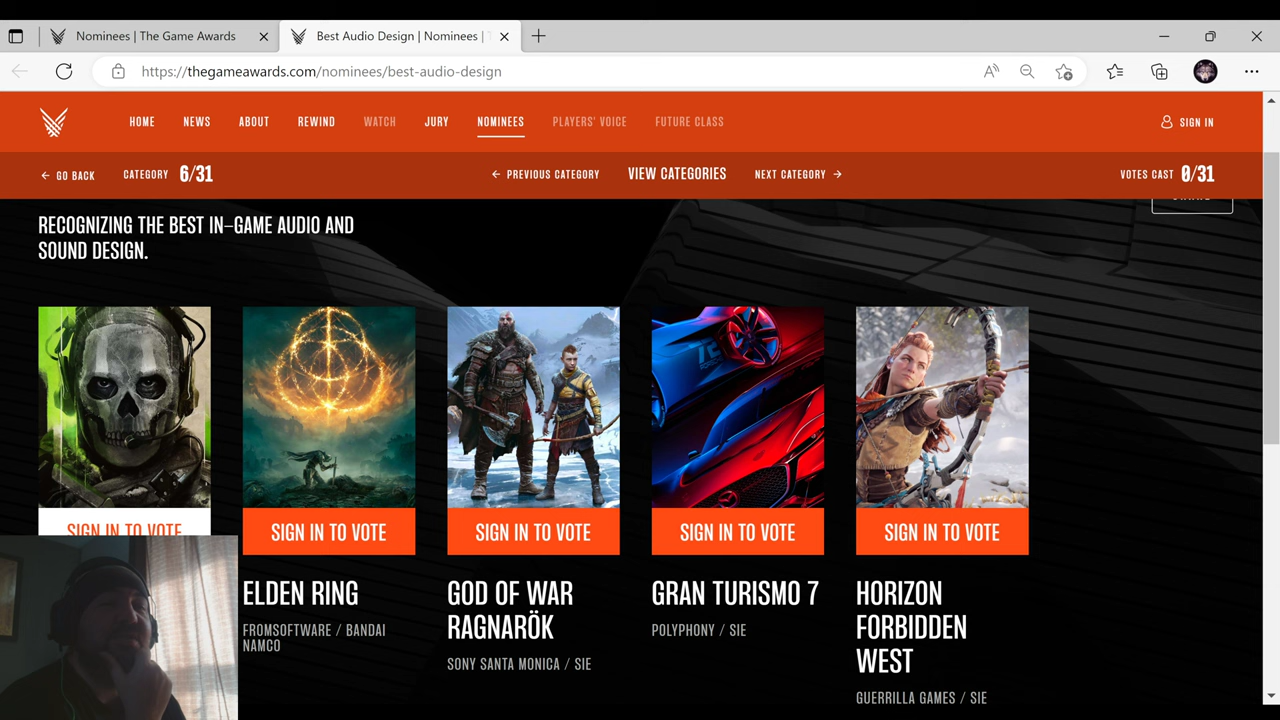 Nominees | The Game Awards
Best Audio Design | Nominees |
https://thegameawards.com/nominees/best-audio-design
HOME NEWS ABOUT REWIND WATCH JURY NOMINEES PLAYERS' VOICE FUTURE CLASS SIGN IN
GO BACK CATEGORY 6/31 PREVIOUS CATEGORY VIEW CATEGORIES NEXT CATEGORY VOTES CAST 0/31
RECOGNIZING THE BEST IN-GAME AUDIO AND
SOUND DESIGN.
SIGN IN TO VOTE
SIGN IN TO VOTE
SIGN IN TO VOTE
SIGN IN TO VOTE
SIGN IN TO VOTE
ELDEN RING
FROMSOFTWARE / BANDAI
NAMCO
GOD OF WAR
RAGNARÖK
SONY SANTA MONICA / SIE
GRAN TURISMO 7
POLYPHONY / SIE
HORIZON
FORBIDDEN
WEST
GUERRILLA GAMES / SIE